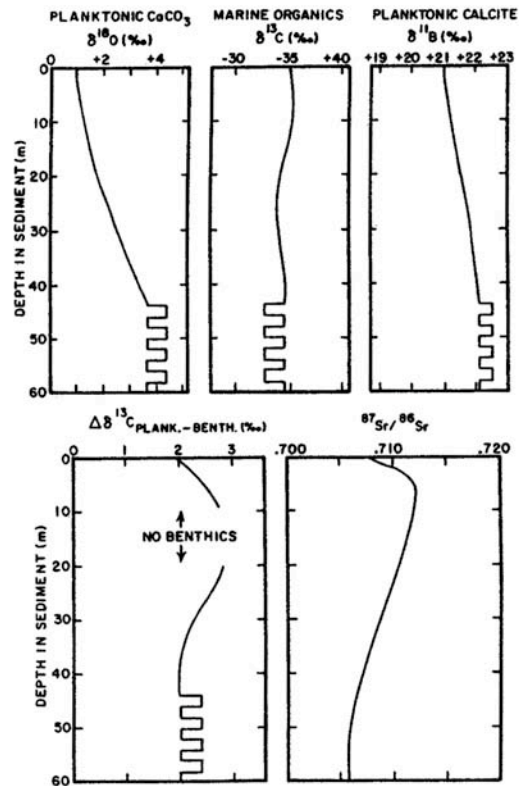 PLANKTONIC CaCO₃
δ¹⁸O (‰)
0 +2 +4
MARINE ORGANICS
δ¹³C (‰)
-30 -35 +40
PLANKTONIC CALCITE
δ¹¹B (‰)
+19 +20 +21 +22 +23
DEPTH IN SEDIMENT (m)
0
10
20
30
40
50
60
Δδ¹³C PLANK.-BENTH. (‰)
0 1 2 3
NO BENTHICS
⁸⁷Sr/⁸⁶Sr
.700 .710 .720
DEPTH IN SEDIMENT (m)
0
10
20
30
40
50
60